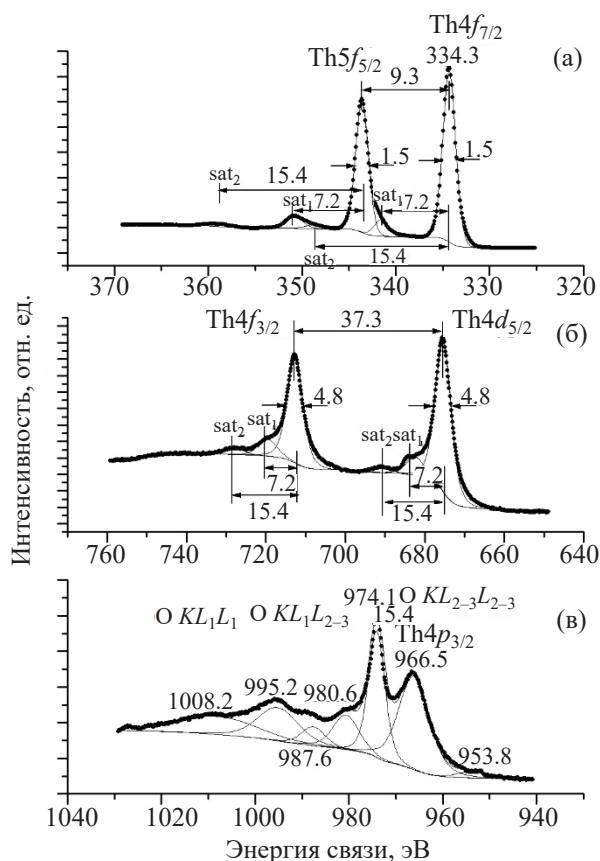 Th4f7/2
Th5f5/2 334.3 (а)
9.3
1.5 1.5
sat2 15.4
sat1 7.2 sat1 7.2
sat2 15.4
370 360 350 340 330 320
Th4f3/2 37.3 Th4d5/2 (б)
4.8 4.8
sat2 sat1 sat2 sat1
7.2 7.2
15.4 15.4
760 740 720 700 680 660 640
974.1 O KL2–3L2–3
O KL1L1 O KL1L2–3 15.4 (в)
Th4p3/2
966.5
1008.2 995.2 980.6
987.6 953.8
1040 1020 1000 980 960 940
Энергия связи, эВ
Интенсивность, отн. ед.